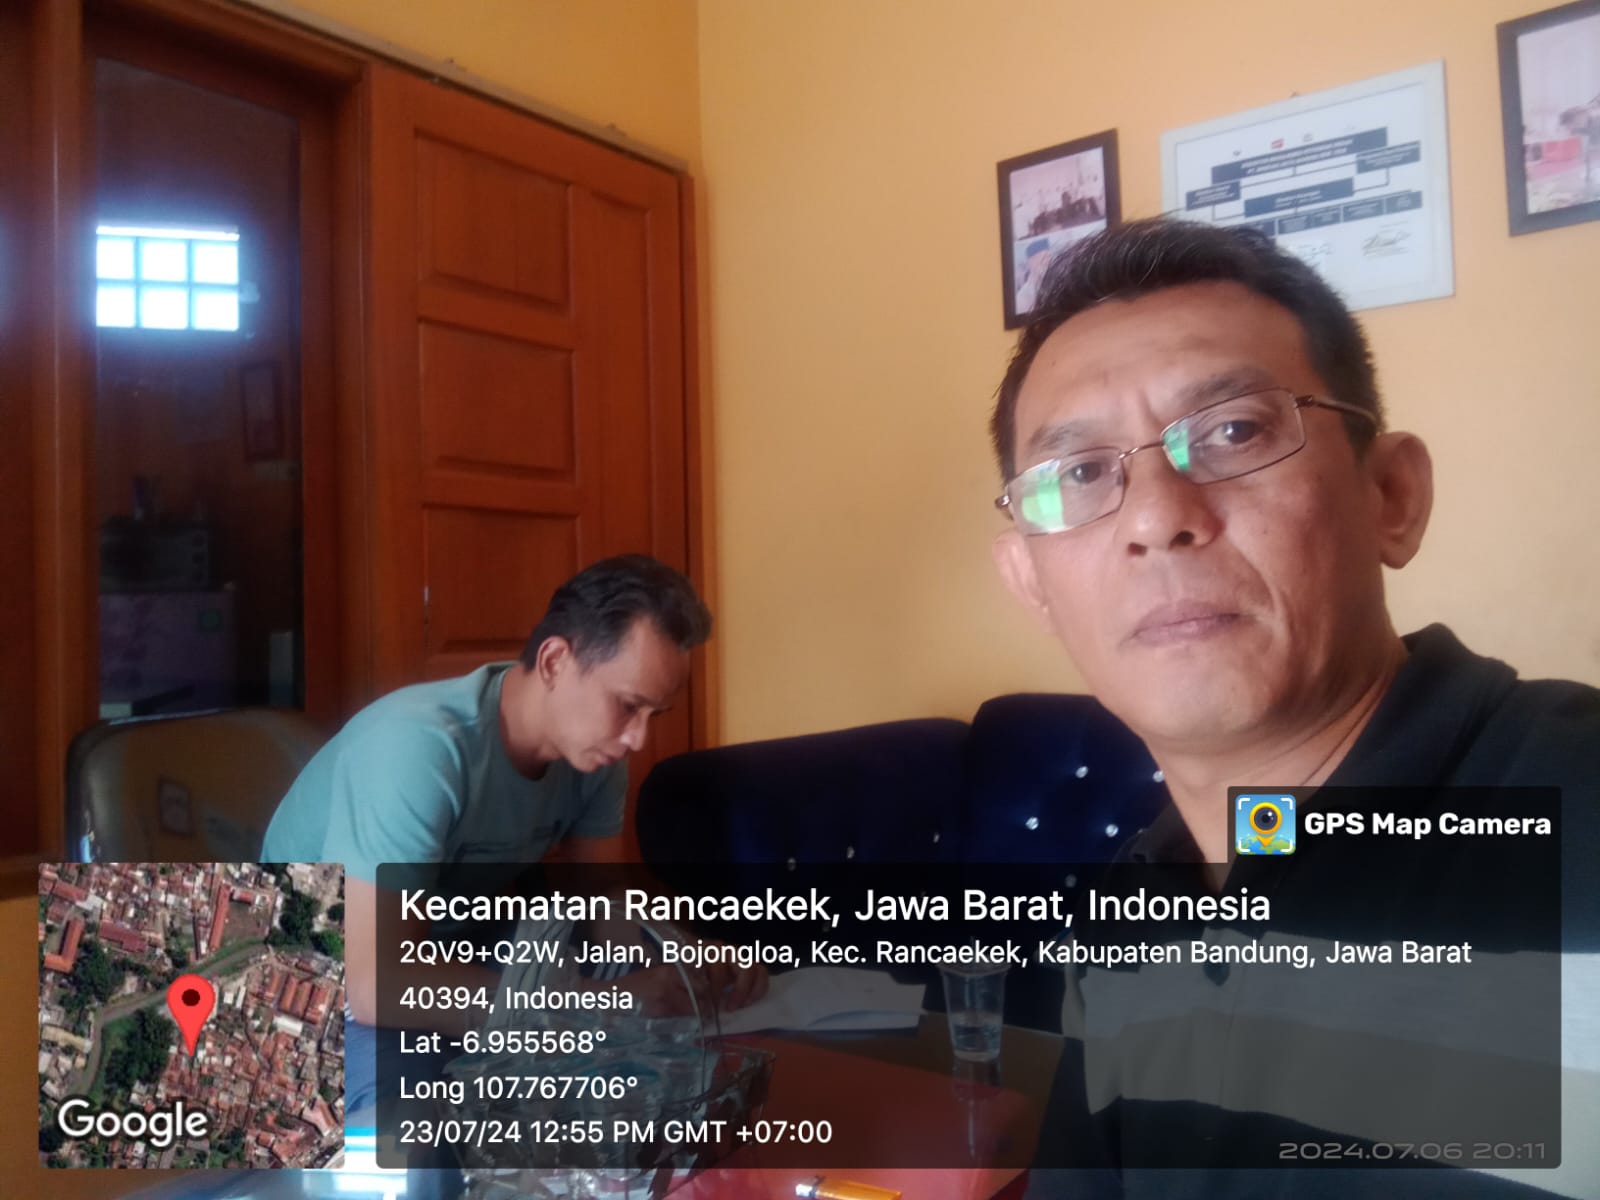 GPS Map Camera
Kecamatan Rancaekek, Jawa Barat, Indonesia
2QV9+Q2W, Jalan, Bojongloa, Kec. Rancaekek, Kabupaten Bandung, Jawa Barat
40394, Indonesia
Lat -6.955568°
Long 107.767706°
23/07/24 12:55 PM GMT +07:00
Google
2024.07.06 20:11